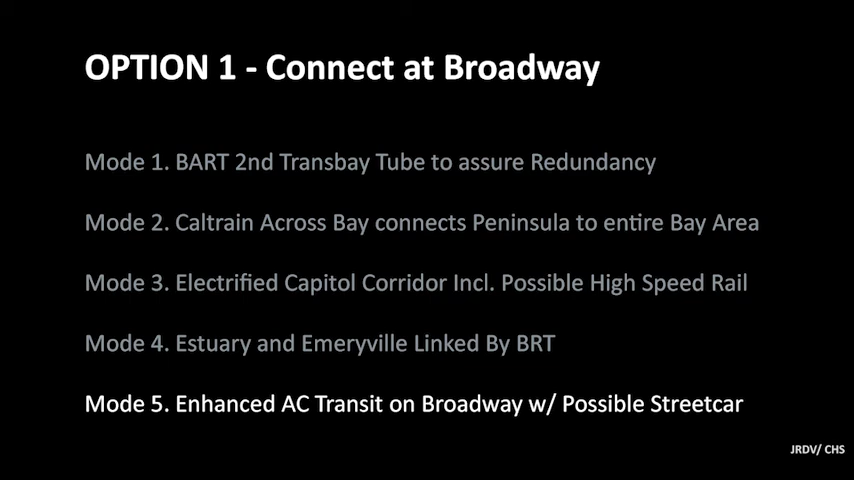 OPTION 1 - Connect at Broadway
Mode 1. BART 2nd Transbay Tube to assure Redundancy
Mode 2. Caltrain Across Bay connects Peninsula to entire Bay Area
Mode 3. Electrified Capitol Corridor Incl. Possible High Speed Rail
Mode 4. Estuary and Emeryville Linked By BRT
Mode 5. Enhanced AC Transit on Broadway w/ Possible Streetcar
JRDV/ CHS